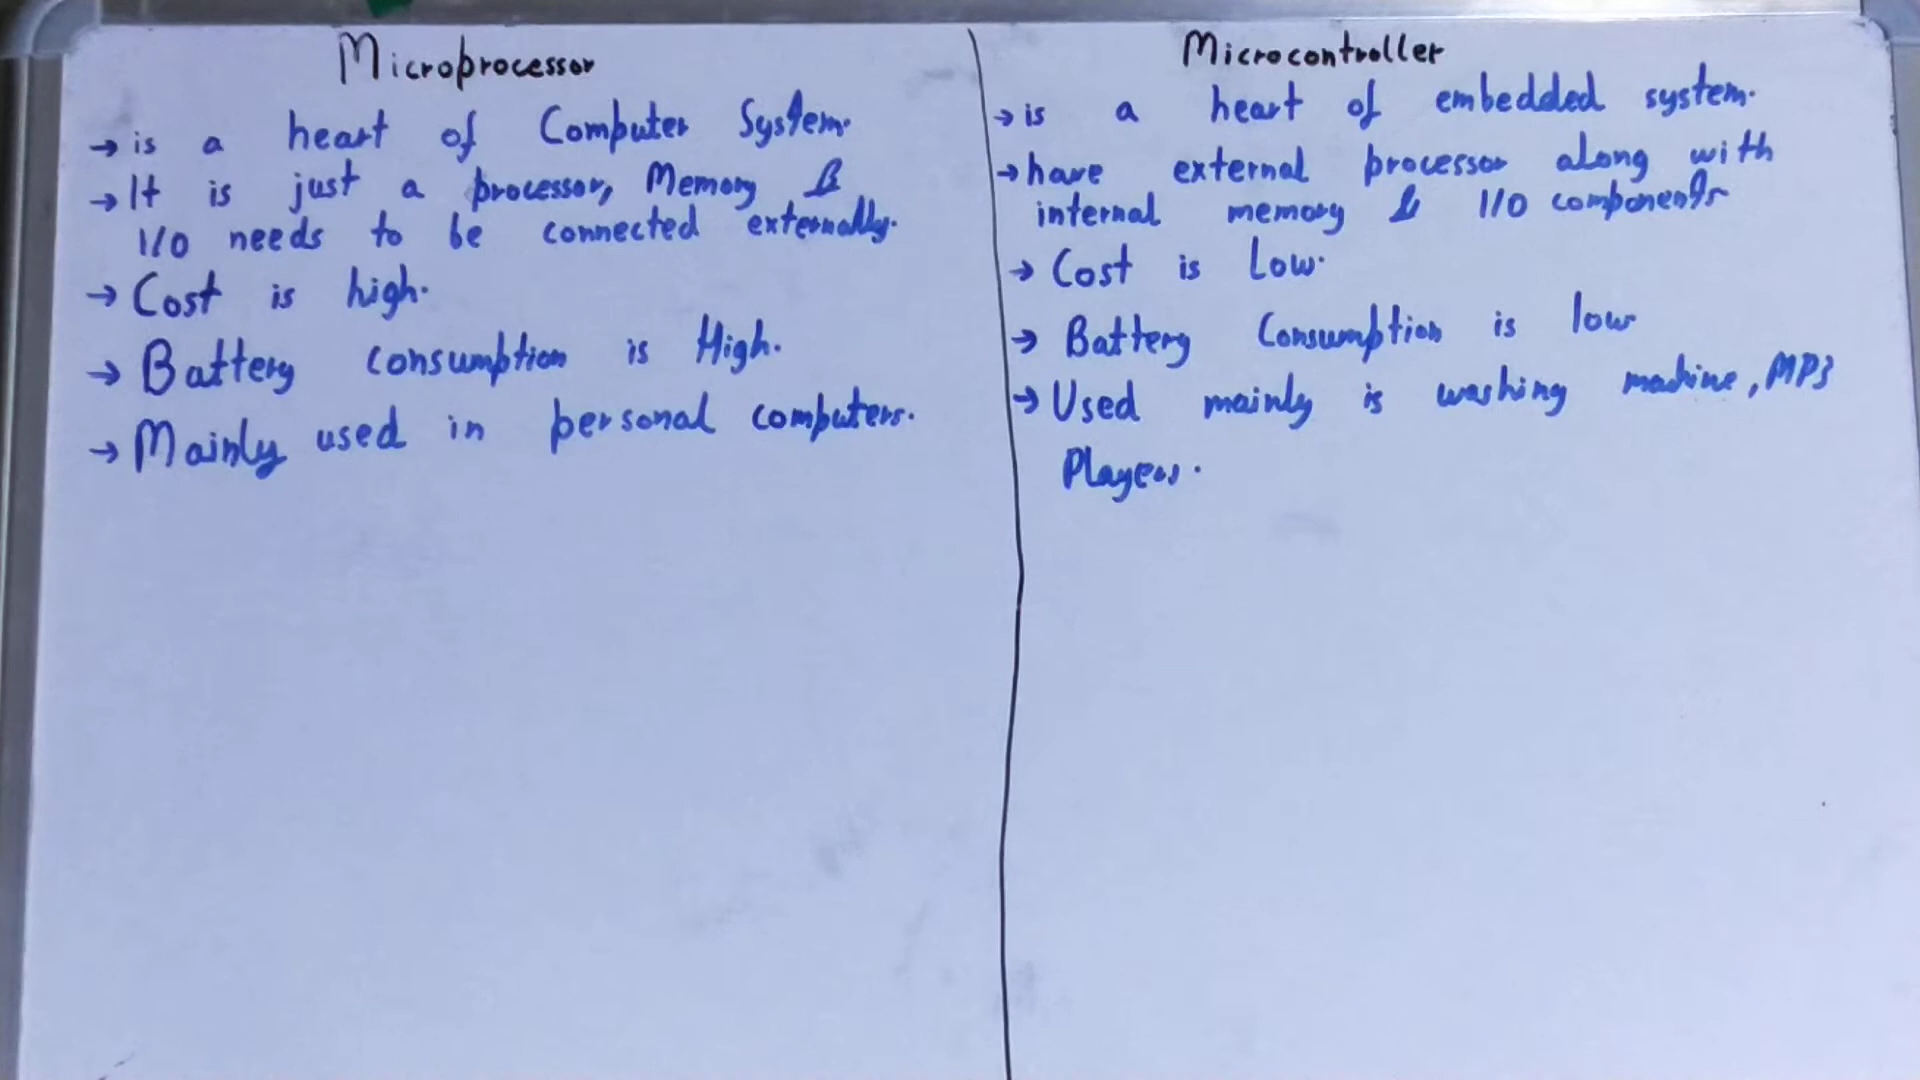 Microprocessor
→ is a heart of Computer System.
→ It is just a processor, Memory &
I/O needs to be connected externally.
→ Cost is high.
→ Battery consumption is High.
→ Mainly used in personal computers.
Microcontroller
→ is a heart of embedded system.
→ have external processor along with
internal memory & I/O components
→ Cost is Low.
→ Battery Consumption is low
→ Used mainly is washing machine, MP3
Players.